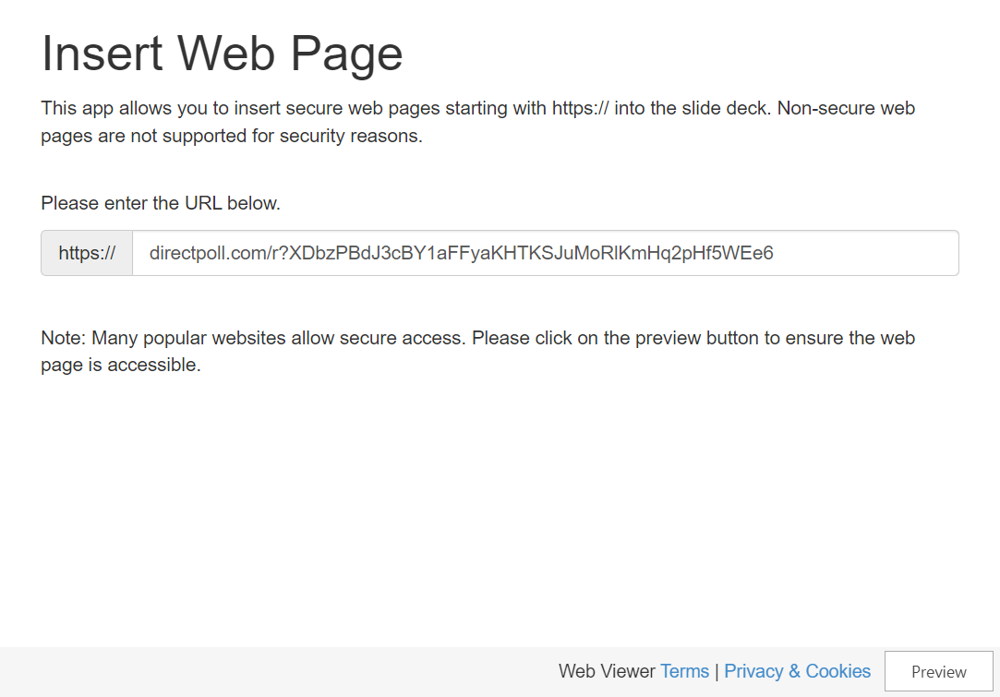 Insert Web Page
This app allows you to insert secure web pages starting with https:// into the slide deck. Non-secure web
pages are not supported for security reasons.
Please enter the URL below.
https:// directpoll.com/r?XDbzPBdJ3cBY1aFFyaKHTKSJuMoRlKmHq2pHf5WEe6
Note: Many popular websites allow secure access. Please click on the preview button to ensure the web
page is accessible.
Web Viewer Terms | Privacy & Cookies Preview